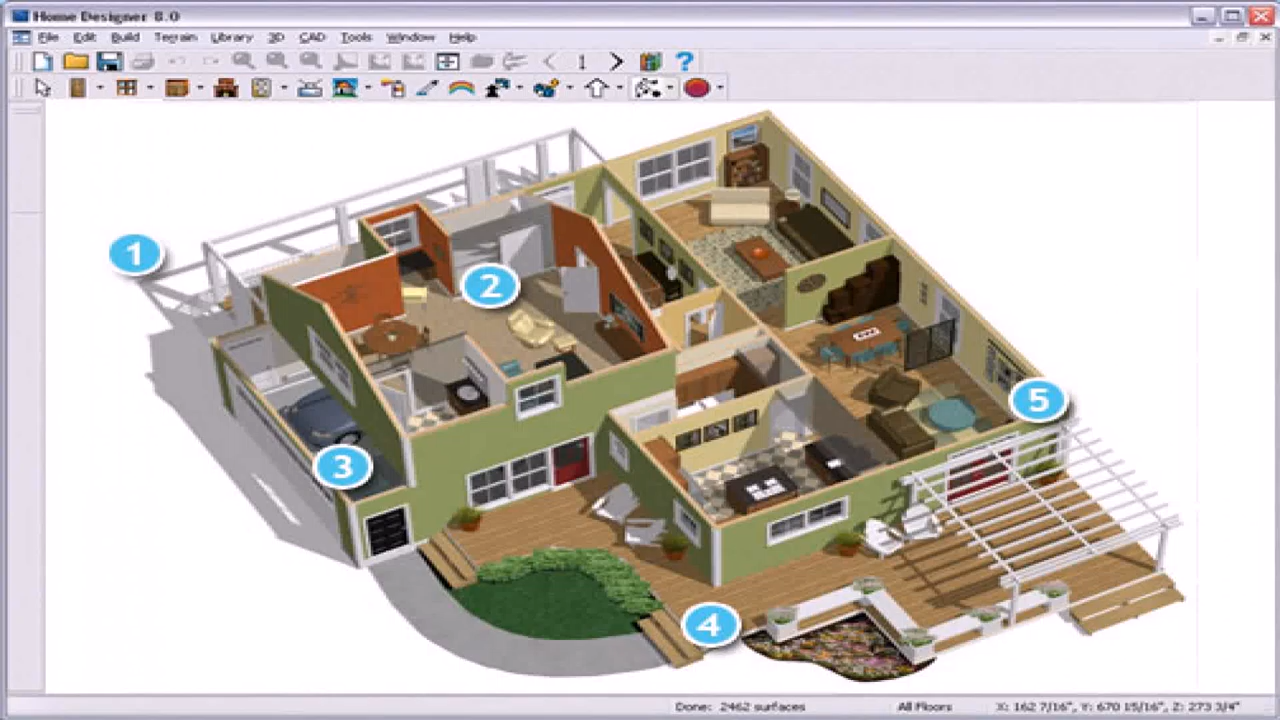 Home Designer 8.0
File Edit Build Terrain Library 3D CAD Tools Window Help
1
1
2
5
3
4
Done: 2462 surfaces All Floors X: 162 7/16", Y: 670 15/16", Z: 273 3/4"